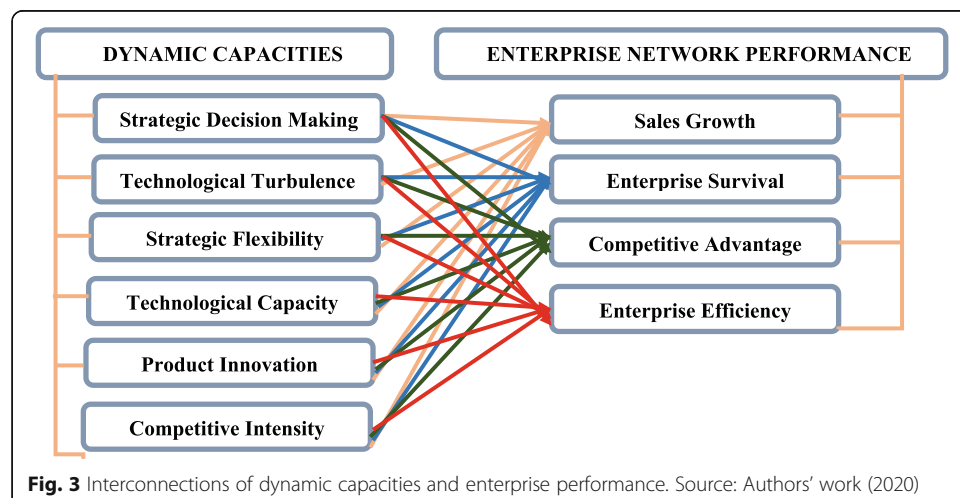 DYNAMIC CAPACITIES
ENTERPRISE NETWORK PERFORMANCE
Strategic Decision Making
Technological Turbulence
Strategic Flexibility
Technological Capacity
Product Innovation
Competitive Intensity
Sales Growth
Enterprise Survival
Competitive Advantage
Enterprise Efficiency
Fig. 3 Interconnections of dynamic capacities and enterprise performance. Source: Authors' work (2020)